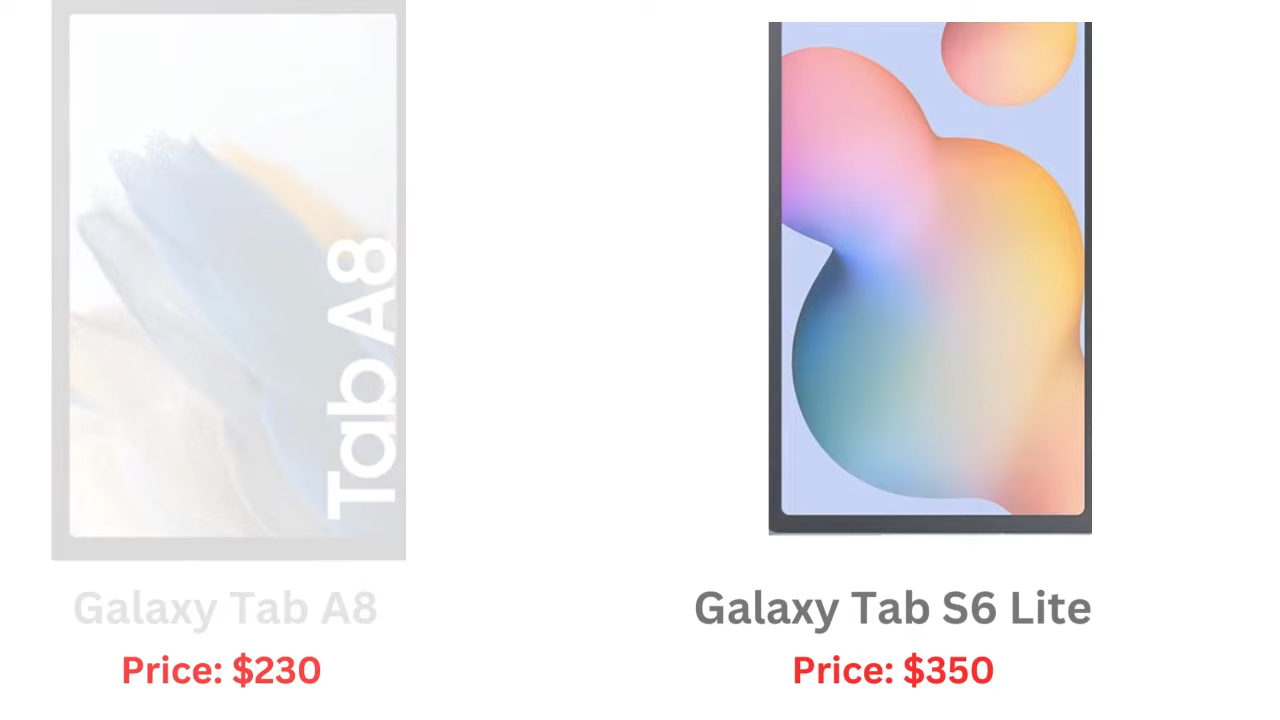 Tab A8
Galaxy Tab A8
Price: $230
Galaxy Tab S6 Lite
Price: $350